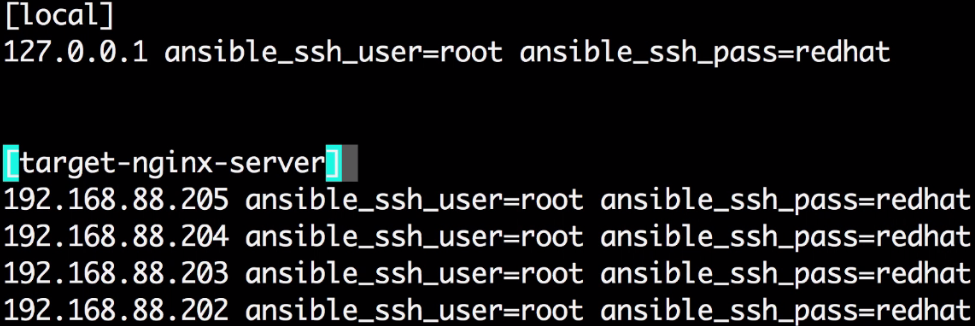 [local]
127.0.0.1 ansible_ssh_user=root ansible_ssh_pass=redhat
[target-nginx-server]
192.168.88.205 ansible_ssh_user=root ansible_ssh_pass=redhat
192.168.88.204 ansible_ssh_user=root ansible_ssh_pass=redhat
192.168.88.203 ansible_ssh_user=root ansible_ssh_pass=redhat
192.168.88.202 ansible_ssh_user=root ansible_ssh_pass=redhat